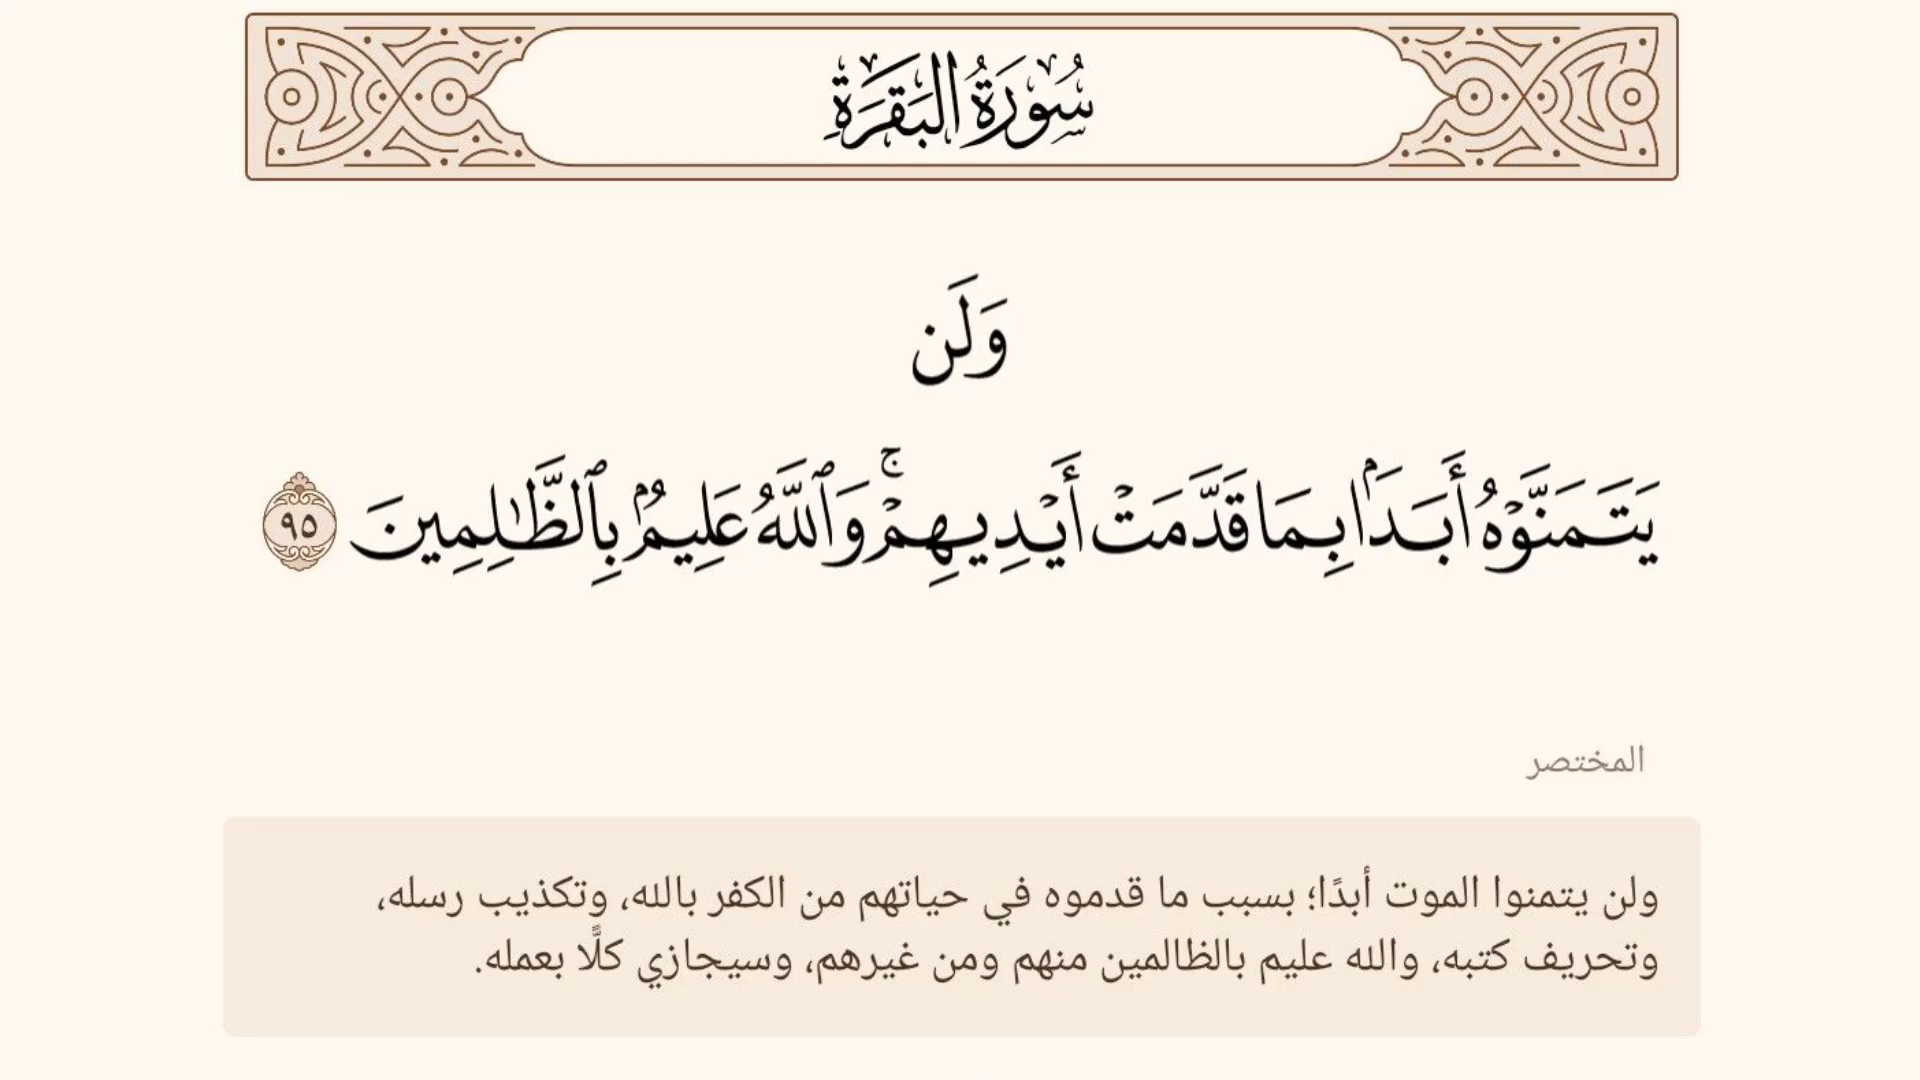 سُورَةُ البَقَرَةِ
وَلَن
يَتَمَنَّوْهُ أَبَدَۢا بِمَا قَدَّمَتْ أَيْدِيهِمْۚ وَٱللَّهُ عَلِيمُۢ بِٱلظَّٰلِمِينَ ٩٥
المختصر
ولن يتمنوا الموت أبدًا؛ بسبب ما قدموه في حياتهم من الكفر بالله، وتكذيب رسله،
وتحريف كتبه، والله عليم بالظالمين منهم ومن غيرهم، وسيجازي كلًّا بعمله.